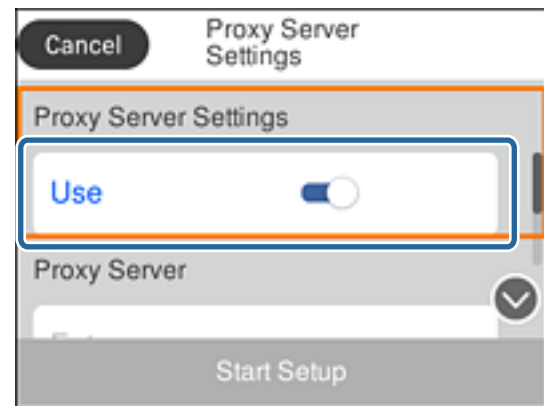 Cancel
Proxy Server
Settings
Proxy Server Settings
Use
Proxy Server
Start Setup